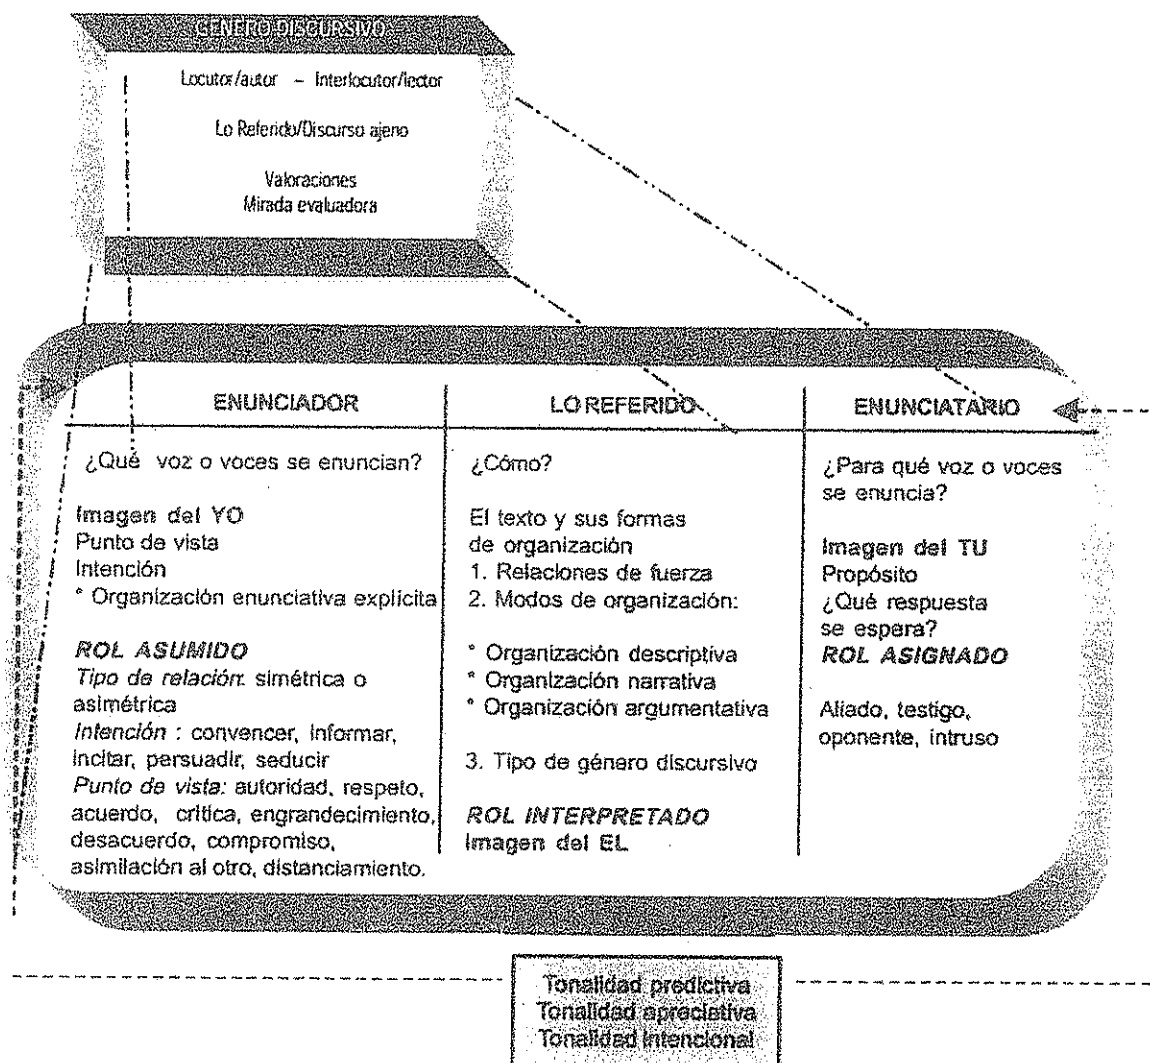 GÉNERO DISCURSIVO
Locutor/autor – Interlocutor/lector
Lo Referido/Discurso ajeno
Valoraciones
Mirada evaluadora
ENUNCIADOR
¿Qué voz o voces se enuncian?
Imagen del YO
Punto de vista
Intención
* Organización enunciativa explícita
ROL ASUMIDO
Tipo de relación: simétrica o
asimétrica
Intención : convencer, informar,
incitar, persuadir, seducir
Punto de vista: autoridad, respeto,
acuerdo, crítica, engrandecimiento,
desacuerdo, compromiso,
asimilación al otro, distanciamiento.
LO REFERIDO
¿Cómo?
El texto y sus formas
de organización
1. Relaciones de fuerza
2. Modos de organización:
* Organización descriptiva
* Organización narrativa
* Organización argumentativa
3. Tipo de género discursivo
ROL INTERPRETADO
Imagen del EL
ENUNCIATARIO
¿Para qué voz o voces
se enuncia?
Imagen del TU
Propósito
¿Qué respuesta
se espera?
ROL ASIGNADO
Aliado, testigo,
oponente, intruso
Tonalidad predictiva
Tonalidad apreciativa
Tonalidad intencional